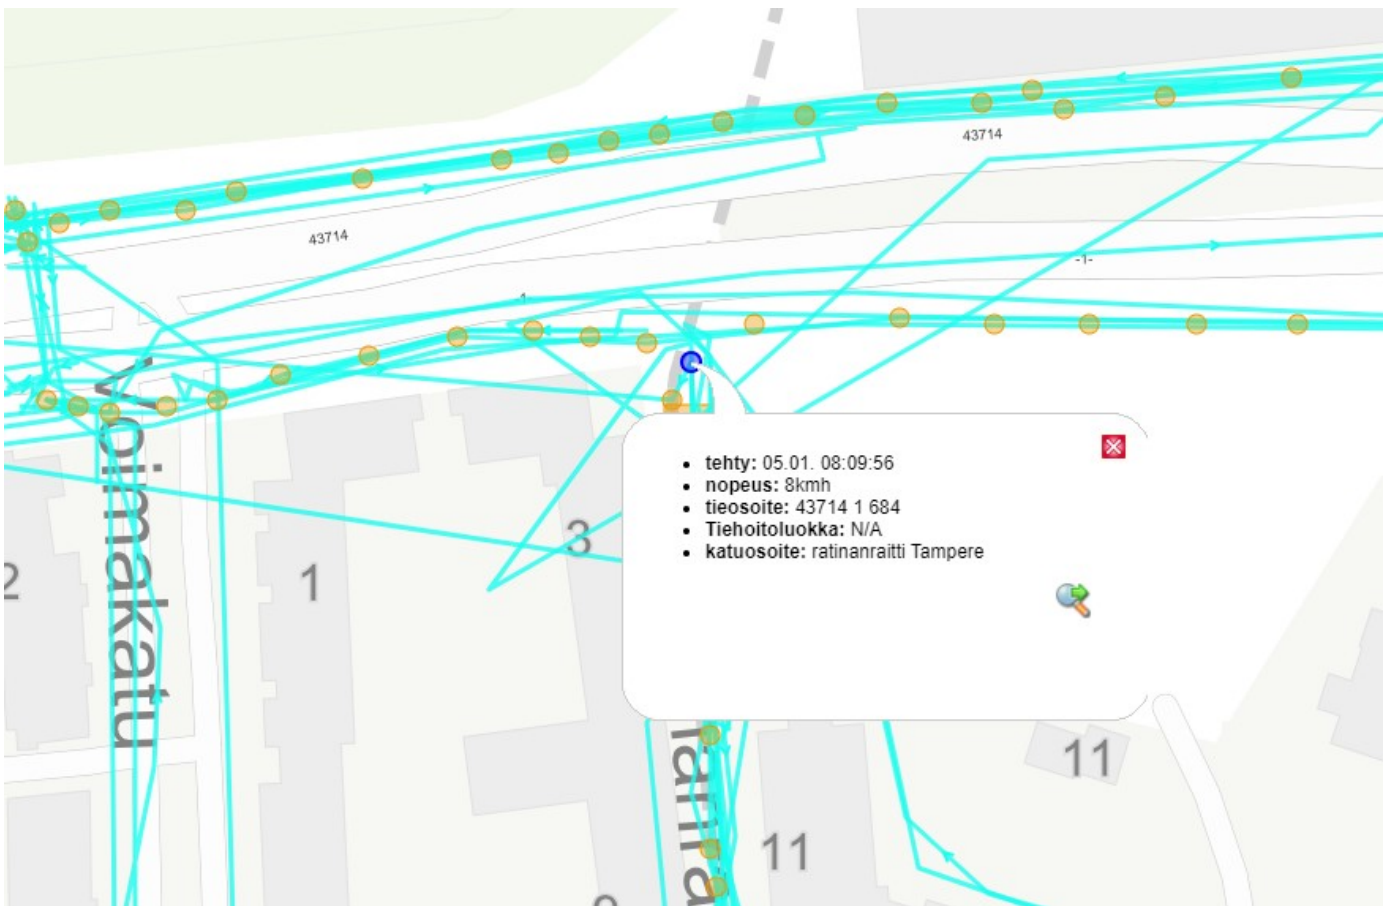 43714
43714
-1-
-1-
Voimakatu
• tehty: 05.01. 08:09:56
• nopeus: 8kmh
• tieosoite: 43714 1 684
• Tiehoitoluokka: N/A
• katuosoite: ratinanraitti Tampere
2
1
3
11
11